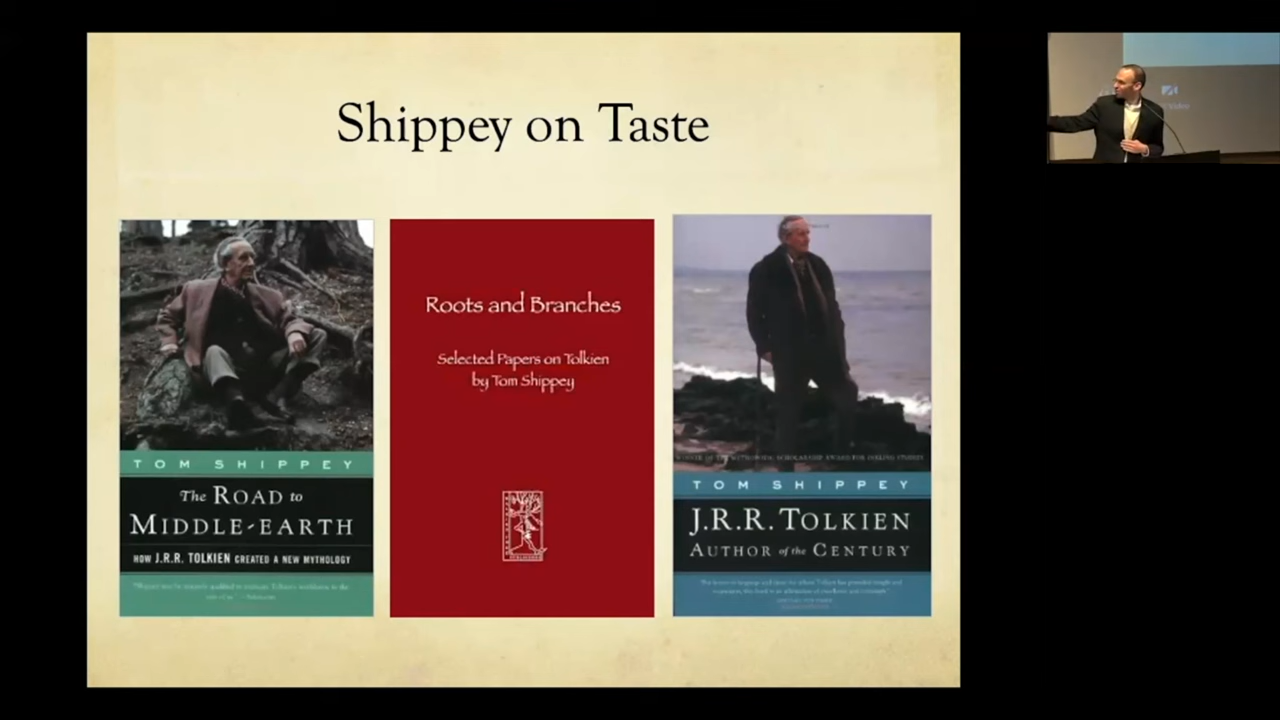 Shippey on Taste
TOM SHIPPEY
The ROAD to
MIDDLE-EARTH
HOW J.R.R. TOLKIEN CREATED A NEW MYTHOLOGY
Roots and Branches
Selected Papers on Tolkien
by Tom Shippey
TOM SHIPPEY
J.R.R. TOLKIEN
AUTHOR of the CENTURY